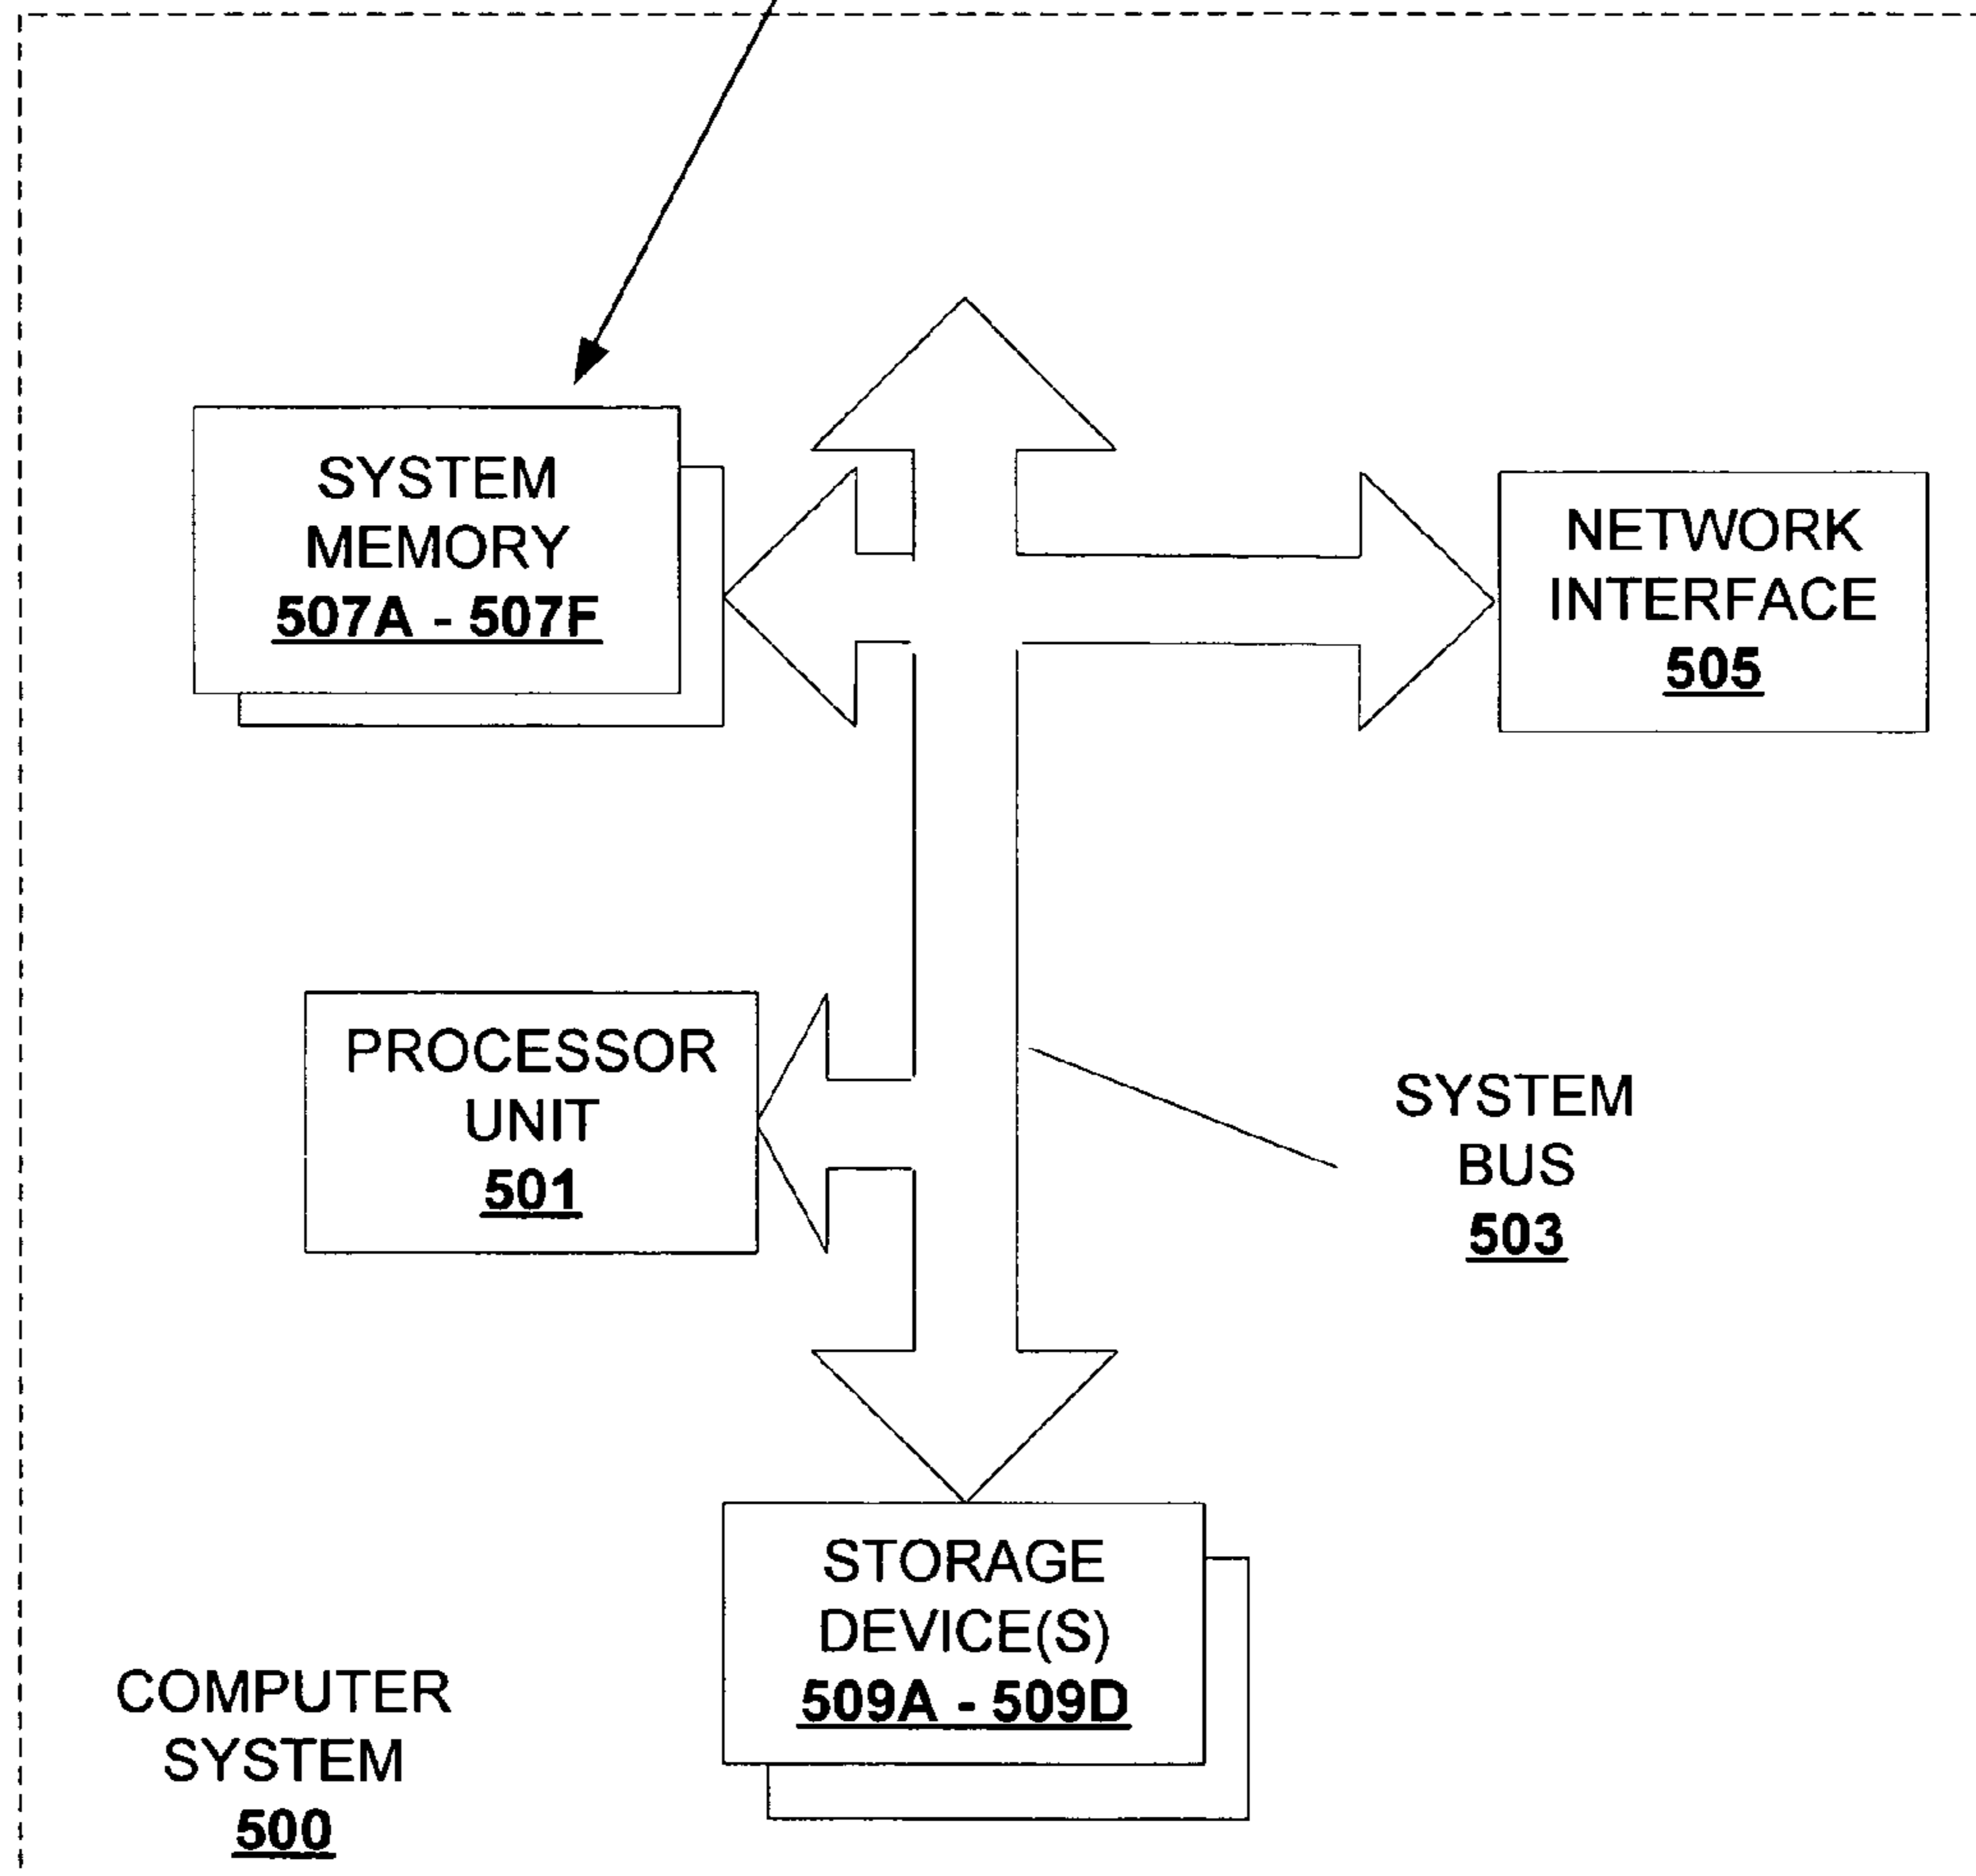 SYSTEM
MEMORY
507A - 507F
NETWORK
INTERFACE
505
PROCESSOR
UNIT
501
SYSTEM
BUS
503
STORAGE
DEVICE(S)
509A - 509D
COMPUTER
SYSTEM
500